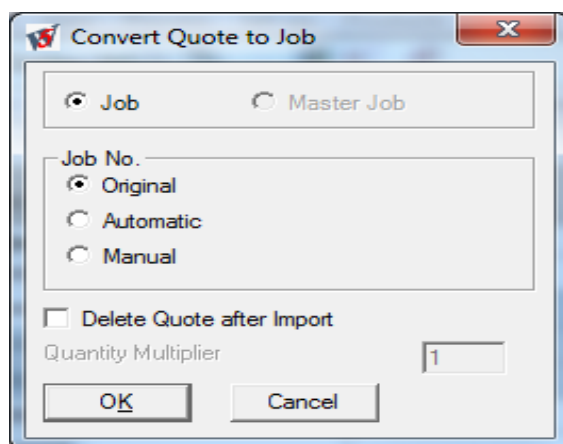 Convert Quote to Job
Job Master Job
Job No.
Original
Automatic
Manual
Delete Quote after Import
Quantity Multiplier 1
OK Cancel